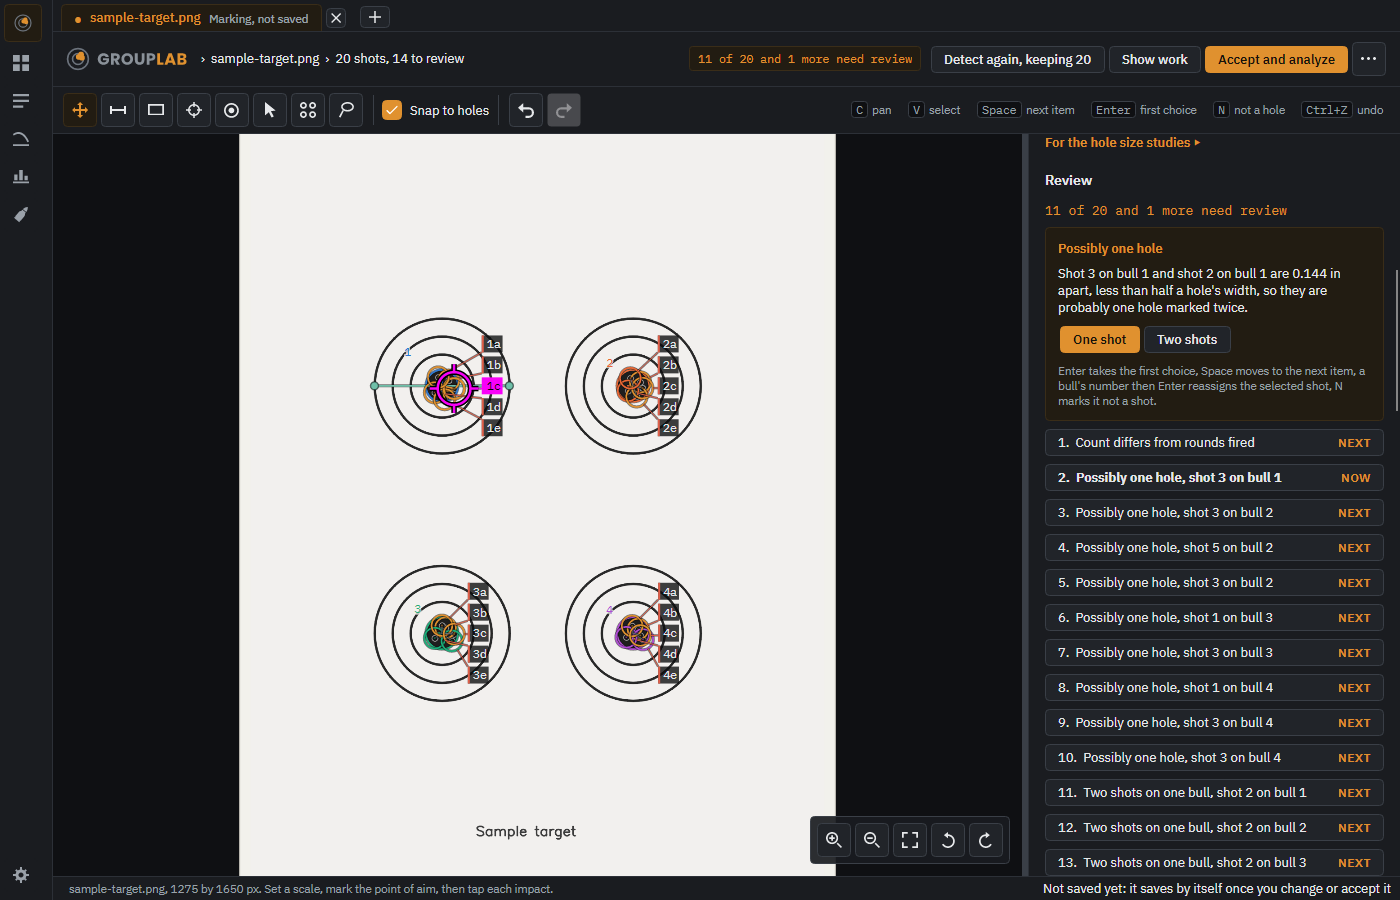 sample-target.png Marking, not saved
GROUPLAB › sample-target.png › 20 shots, 14 to review
11 of 20 and 1 more need review
Detect again, keeping 20
Show work
Accept and analyze
Snap to holes
C pan
V select
Space next item
Enter first choice
N not a hole
Ctrl+Z undo
1
1a
1b
1c
1d
1e
2
2a
2b
2c
2d
2e
3
3a
3b
3c
3d
3e
4
4a
4b
4c
4d
4e
Sample target
For the hole size studies ▸
Review
11 of 20 and 1 more need review
Possibly one hole
Shot 3 on bull 1 and shot 2 on bull 1 are 0.144 in
apart, less than half a hole's width, so they are
probably one hole marked twice.
One shot
Two shots
Enter takes the first choice, Space moves to the next item, a
bull's number then Enter reassigns the selected shot, N
marks it not a shot.
1. Count differs from rounds fired NEXT
2. Possibly one hole, shot 3 on bull 1 NOW
3. Possibly one hole, shot 3 on bull 2 NEXT
4. Possibly one hole, shot 5 on bull 2 NEXT
5. Possibly one hole, shot 3 on bull 2 NEXT
6. Possibly one hole, shot 1 on bull 3 NEXT
7. Possibly one hole, shot 3 on bull 3 NEXT
8. Possibly one hole, shot 1 on bull 4 NEXT
9. Possibly one hole, shot 3 on bull 4 NEXT
10. Possibly one hole, shot 3 on bull 4 NEXT
11. Two shots on one bull, shot 2 on bull 1 NEXT
12. Two shots on one bull, shot 2 on bull 2 NEXT
13. Two shots on one bull, shot 2 on bull 3 NEXT
sample-target.png, 1275 by 1650 px. Set a scale, mark the point of aim, then tap each impact.
Not saved yet: it saves by itself once you change or accept it